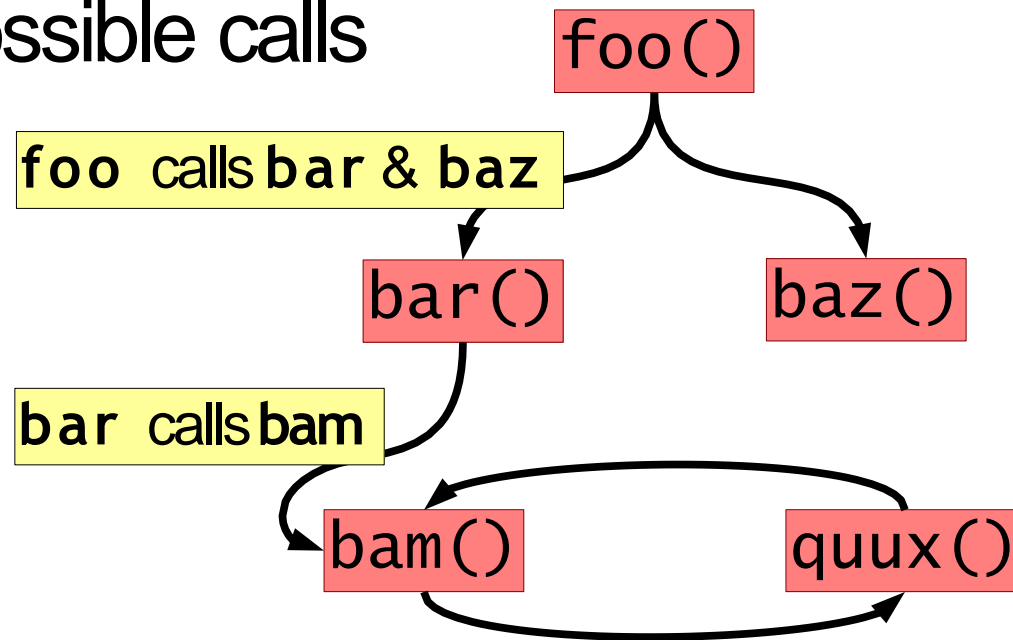 ossible calls
foo()
foo calls bar & baz
bar()
baz()
bar calls bam
bam()
quux()